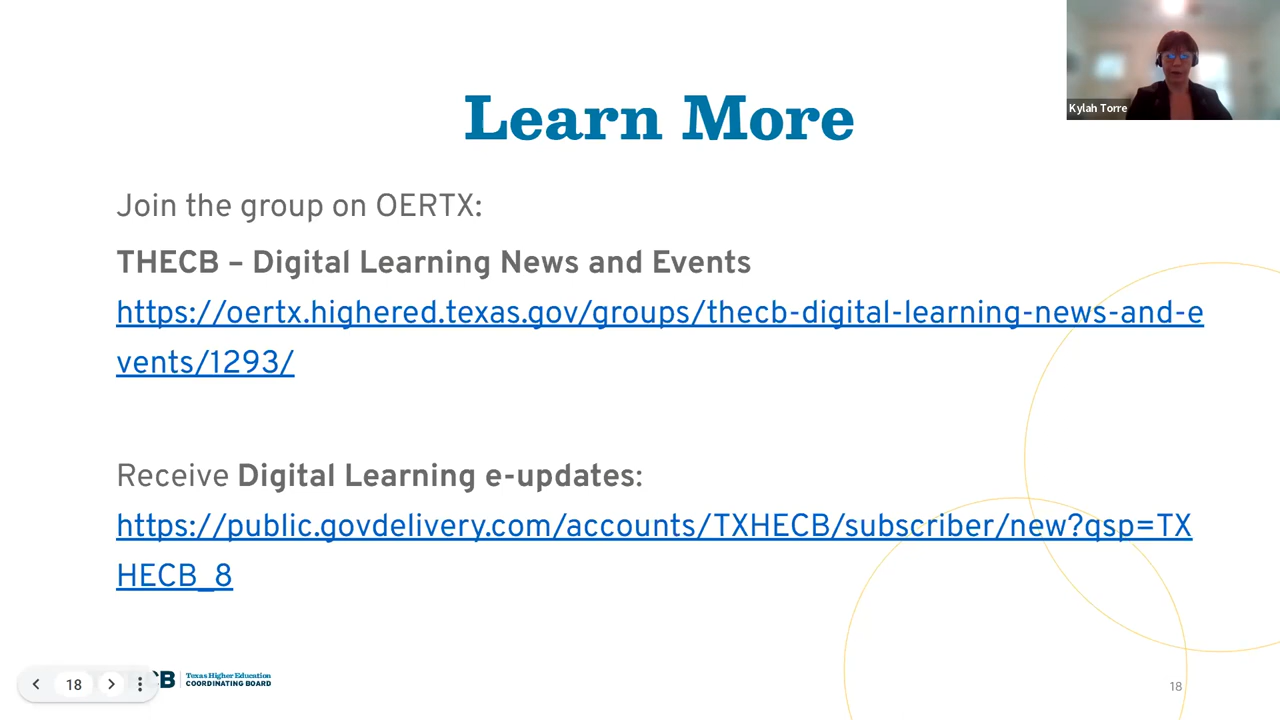 Kylah Torre
Learn More
Join the group on OERTX:
THECB – Digital Learning News and Events
https://oertx.highered.texas.gov/groups/thecb-digital-learning-news-and-e
vents/1293/
Receive Digital Learning e-updates:
https://public.govdelivery.com/accounts/TXHECB/subscriber/new?qsp=TX
HECB_8
18
B
Texas Higher Education
COORDINATING BOARD
18